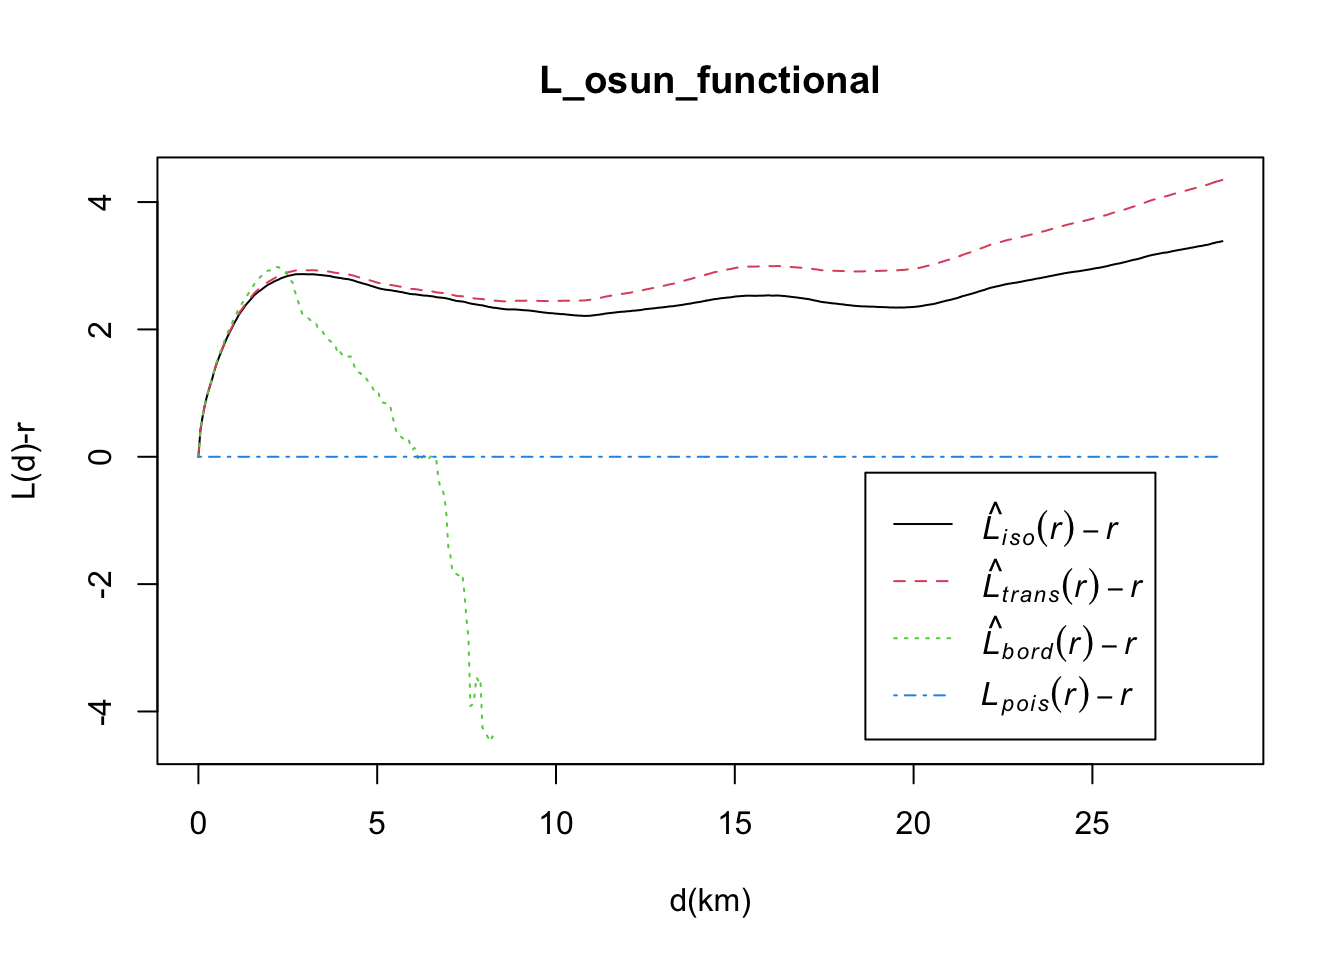 L_osun_functional
L(d)-r
4
2
0
-2
-4
L̂iso(r) − r
L̂trans(r) − r
L̂bord(r) − r
Lpois(r) − r
0 5 10 15 20 25
d(km)